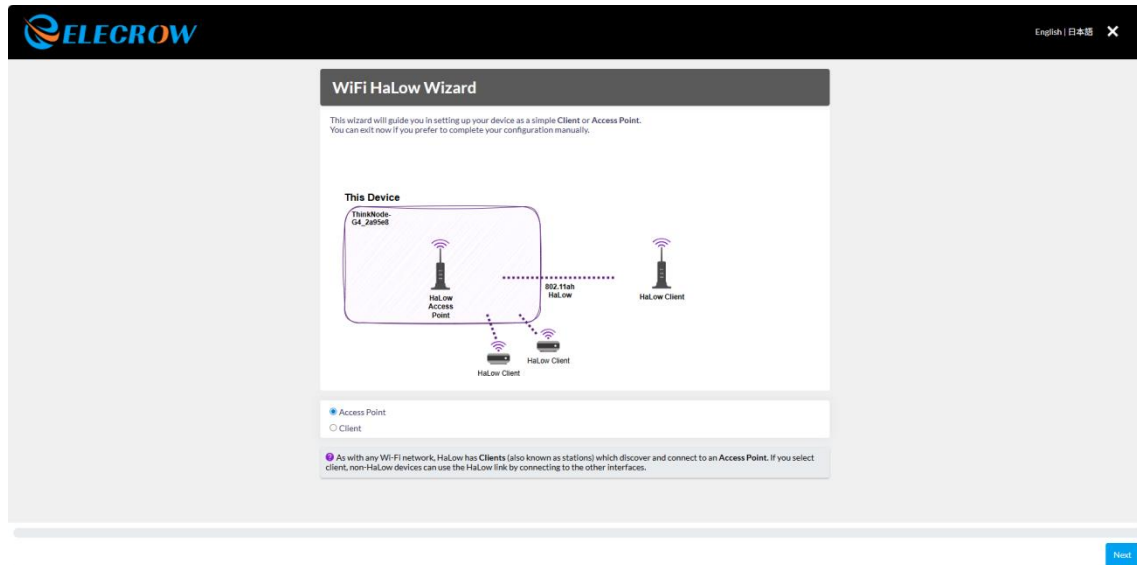 ELECROW
English | 日本語
WiFi HaLow Wizard
This wizard will guide you in setting up your device as a simple Client or Access Point.
You can exit now if you prefer to complete your configuration manually.
This Device
ThinkNode-
G4_2a95e8
HaLow
Access
Point
802.11ah
HaLow
HaLow Client
HaLow Client
HaLow Client
Access Point
Client
As with any Wi-Fi network, HaLow has Clients (also known as stations) which discover and connect to an Access Point. If you select
client, non-HaLow devices can use the HaLow link by connecting to the other interfaces.
Next